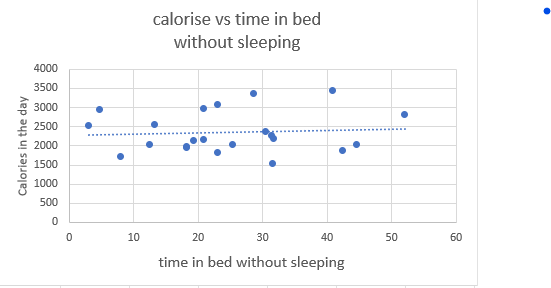 calorise vs time in bed
without sleeping
Calories in the day
4000
3500
3000
2500
2000
1500
1000
500
0
0 10 20 30 40 50 60
time in bed without sleeping